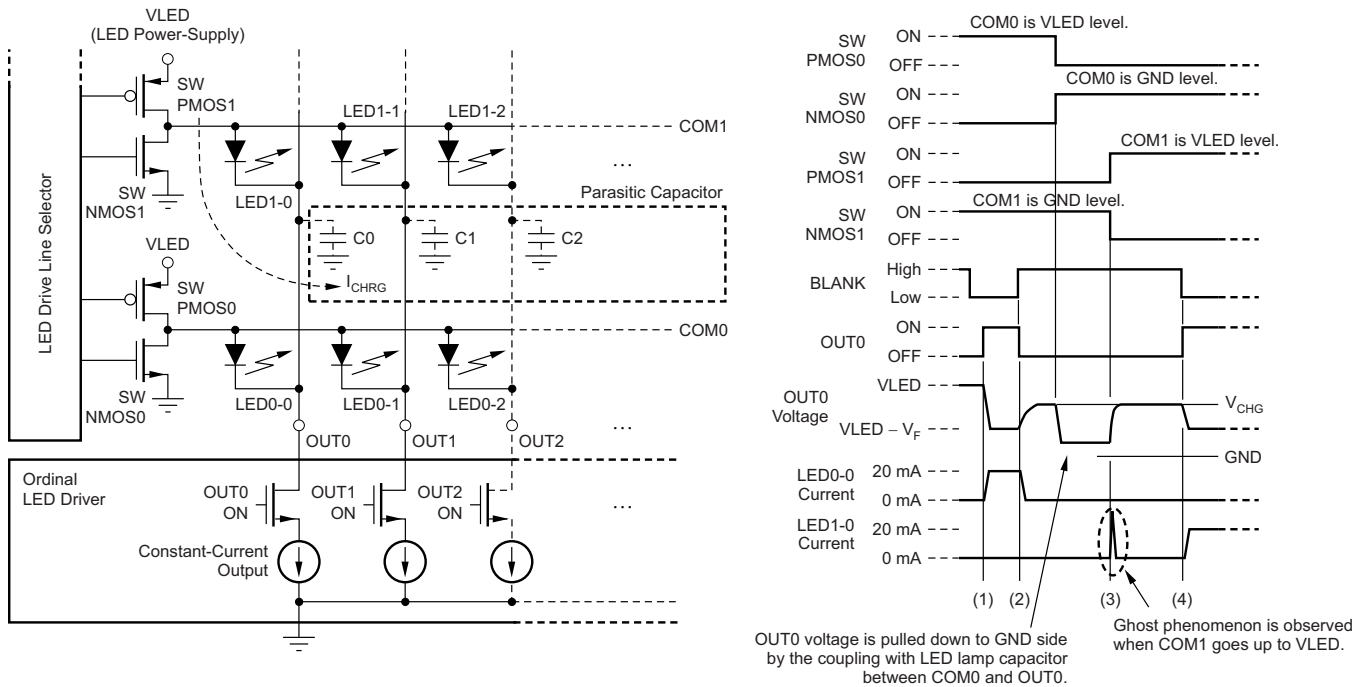 VLED
(LED Power-Supply)
SW
PMOS1
SW
NMOS1
LED Drive Line Selector
LED1-1
LED1-2
COM1
LED1-0
...
Parasitic Capacitor
C0
C1
C2
ICHRG
VLED
SW
PMOS0
SW
NMOS0
COM0
LED0-0
LED0-1
LED0-2
OUT0
OUT1
OUT2
...
Ordinal
LED Driver
OUT0
ON
OUT1
ON
OUT2
ON
...
Constant-Current
Output
COM0 is VLED level.
SW
PMOS0
ON
OFF
COM0 is GND level.
SW
NMOS0
ON
OFF
COM1 is VLED level.
SW
PMOS1
ON
OFF
COM1 is GND level.
SW
NMOS1
ON
OFF
BLANK
High
Low
OUT0
ON
OFF
OUT0
Voltage
VLED
VLED – VF
VCHG
GND
LED0-0
Current
20 mA
0 mA
LED1-0
Current
20 mA
0 mA
(1)
(2)
(3)
(4)
OUT0 voltage is pulled down to GND side
by the coupling with LED lamp capacitor
between COM0 and OUT0.
Ghost phenomenon is observed
when COM1 goes up to VLED.